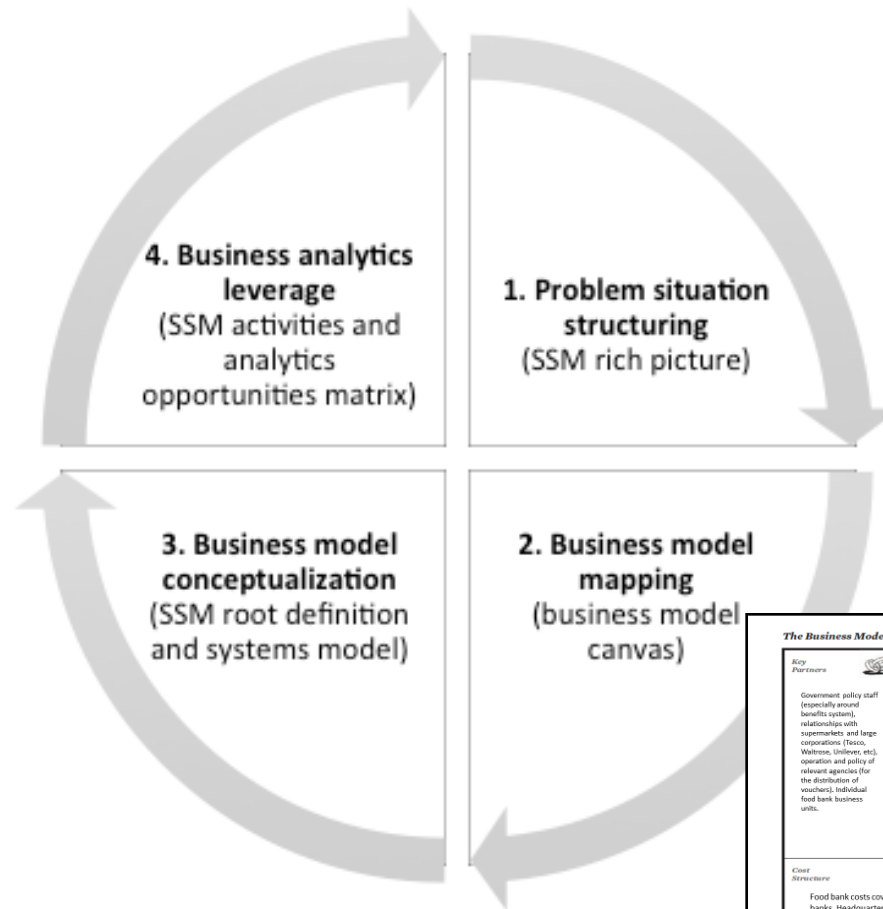 4. Business analytics
leverage
(SSM activities and
analytics
opportunities matrix)
1. Problem situation
structuring
(SSM rich picture)
3. Business model
conceptualization
(SSM root definition
and systems model)
2. Business model
mapping
(business model
canvas)
The Business Mode
Key
Partners
Government policy staff
(especially around
benefits system),
relationships with
supermarkets and large
corporations (Tesco,
Waitrose, Unilever, etc),
operation and policy of
relevant agencies (for
the distribution of
vouchers). Individual
food bank business
units.
Cost
Structure
Food bank costs cov
banks. Headquarter